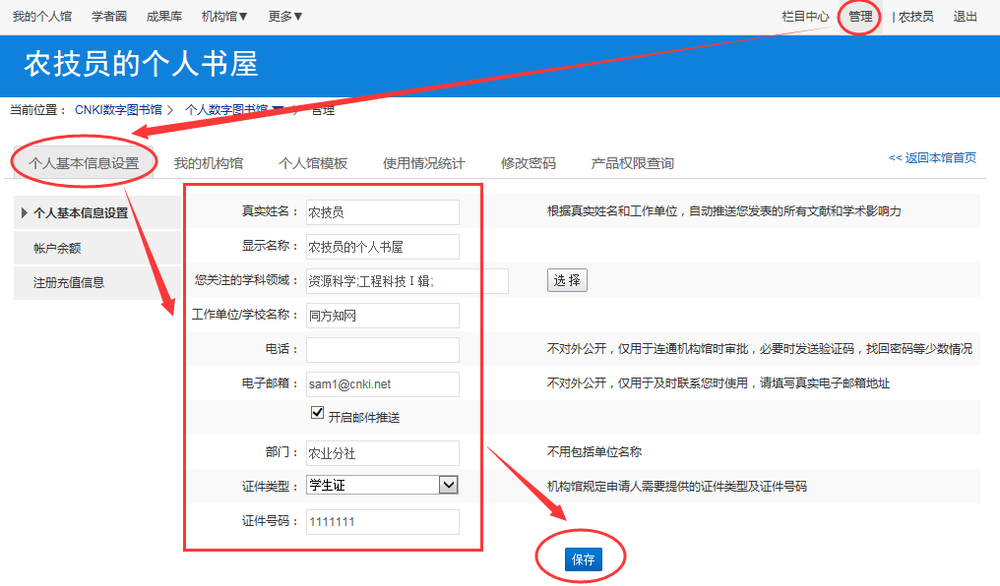 我的个人馆 学者圈 成果库 机构馆▼ 更多▼ 栏目中心 管理 | 农技员 退出
农技员的个人书屋
当前位置： CNKI数字图书馆 > 个人数字图书馆 > 管理
个人基本信息设置 我的机构馆 个人馆模板 使用情况统计 修改密码 产品权限查询 << 返回本馆首页
个人基本信息设置
帐户余额
注册充值信息
真实姓名： 农技员 根据真实姓名和工作单位，自动推送您发表的所有文献和学术影响力
显示名称： 农技员的个人书屋
您关注的学科领域： 资源科学;工程科技Ⅰ辑; 选择
工作单位/学校名称： 同方知网
电话： 不对外公开，仅用于连通机构馆时审批，必要时发送验证码，找回密码等少数情况
电子邮箱： sam1@cnki.net 不对外公开，仅用于及时联系您时使用，请填写真实电子邮箱地址
开启邮件推送
部门： 农业分社 不用包括单位名称
证件类型： 学生证 机构馆规定申请人需要提供的证件类型及证件号码
证件号码： 1111111
保存